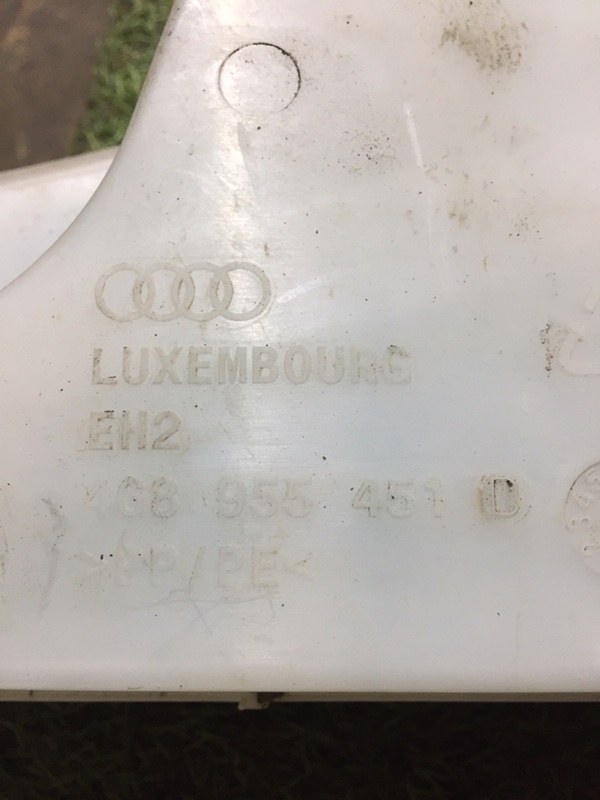 LUXEMBOURG
EH2
4G8 955 451 D
>PP/PE<